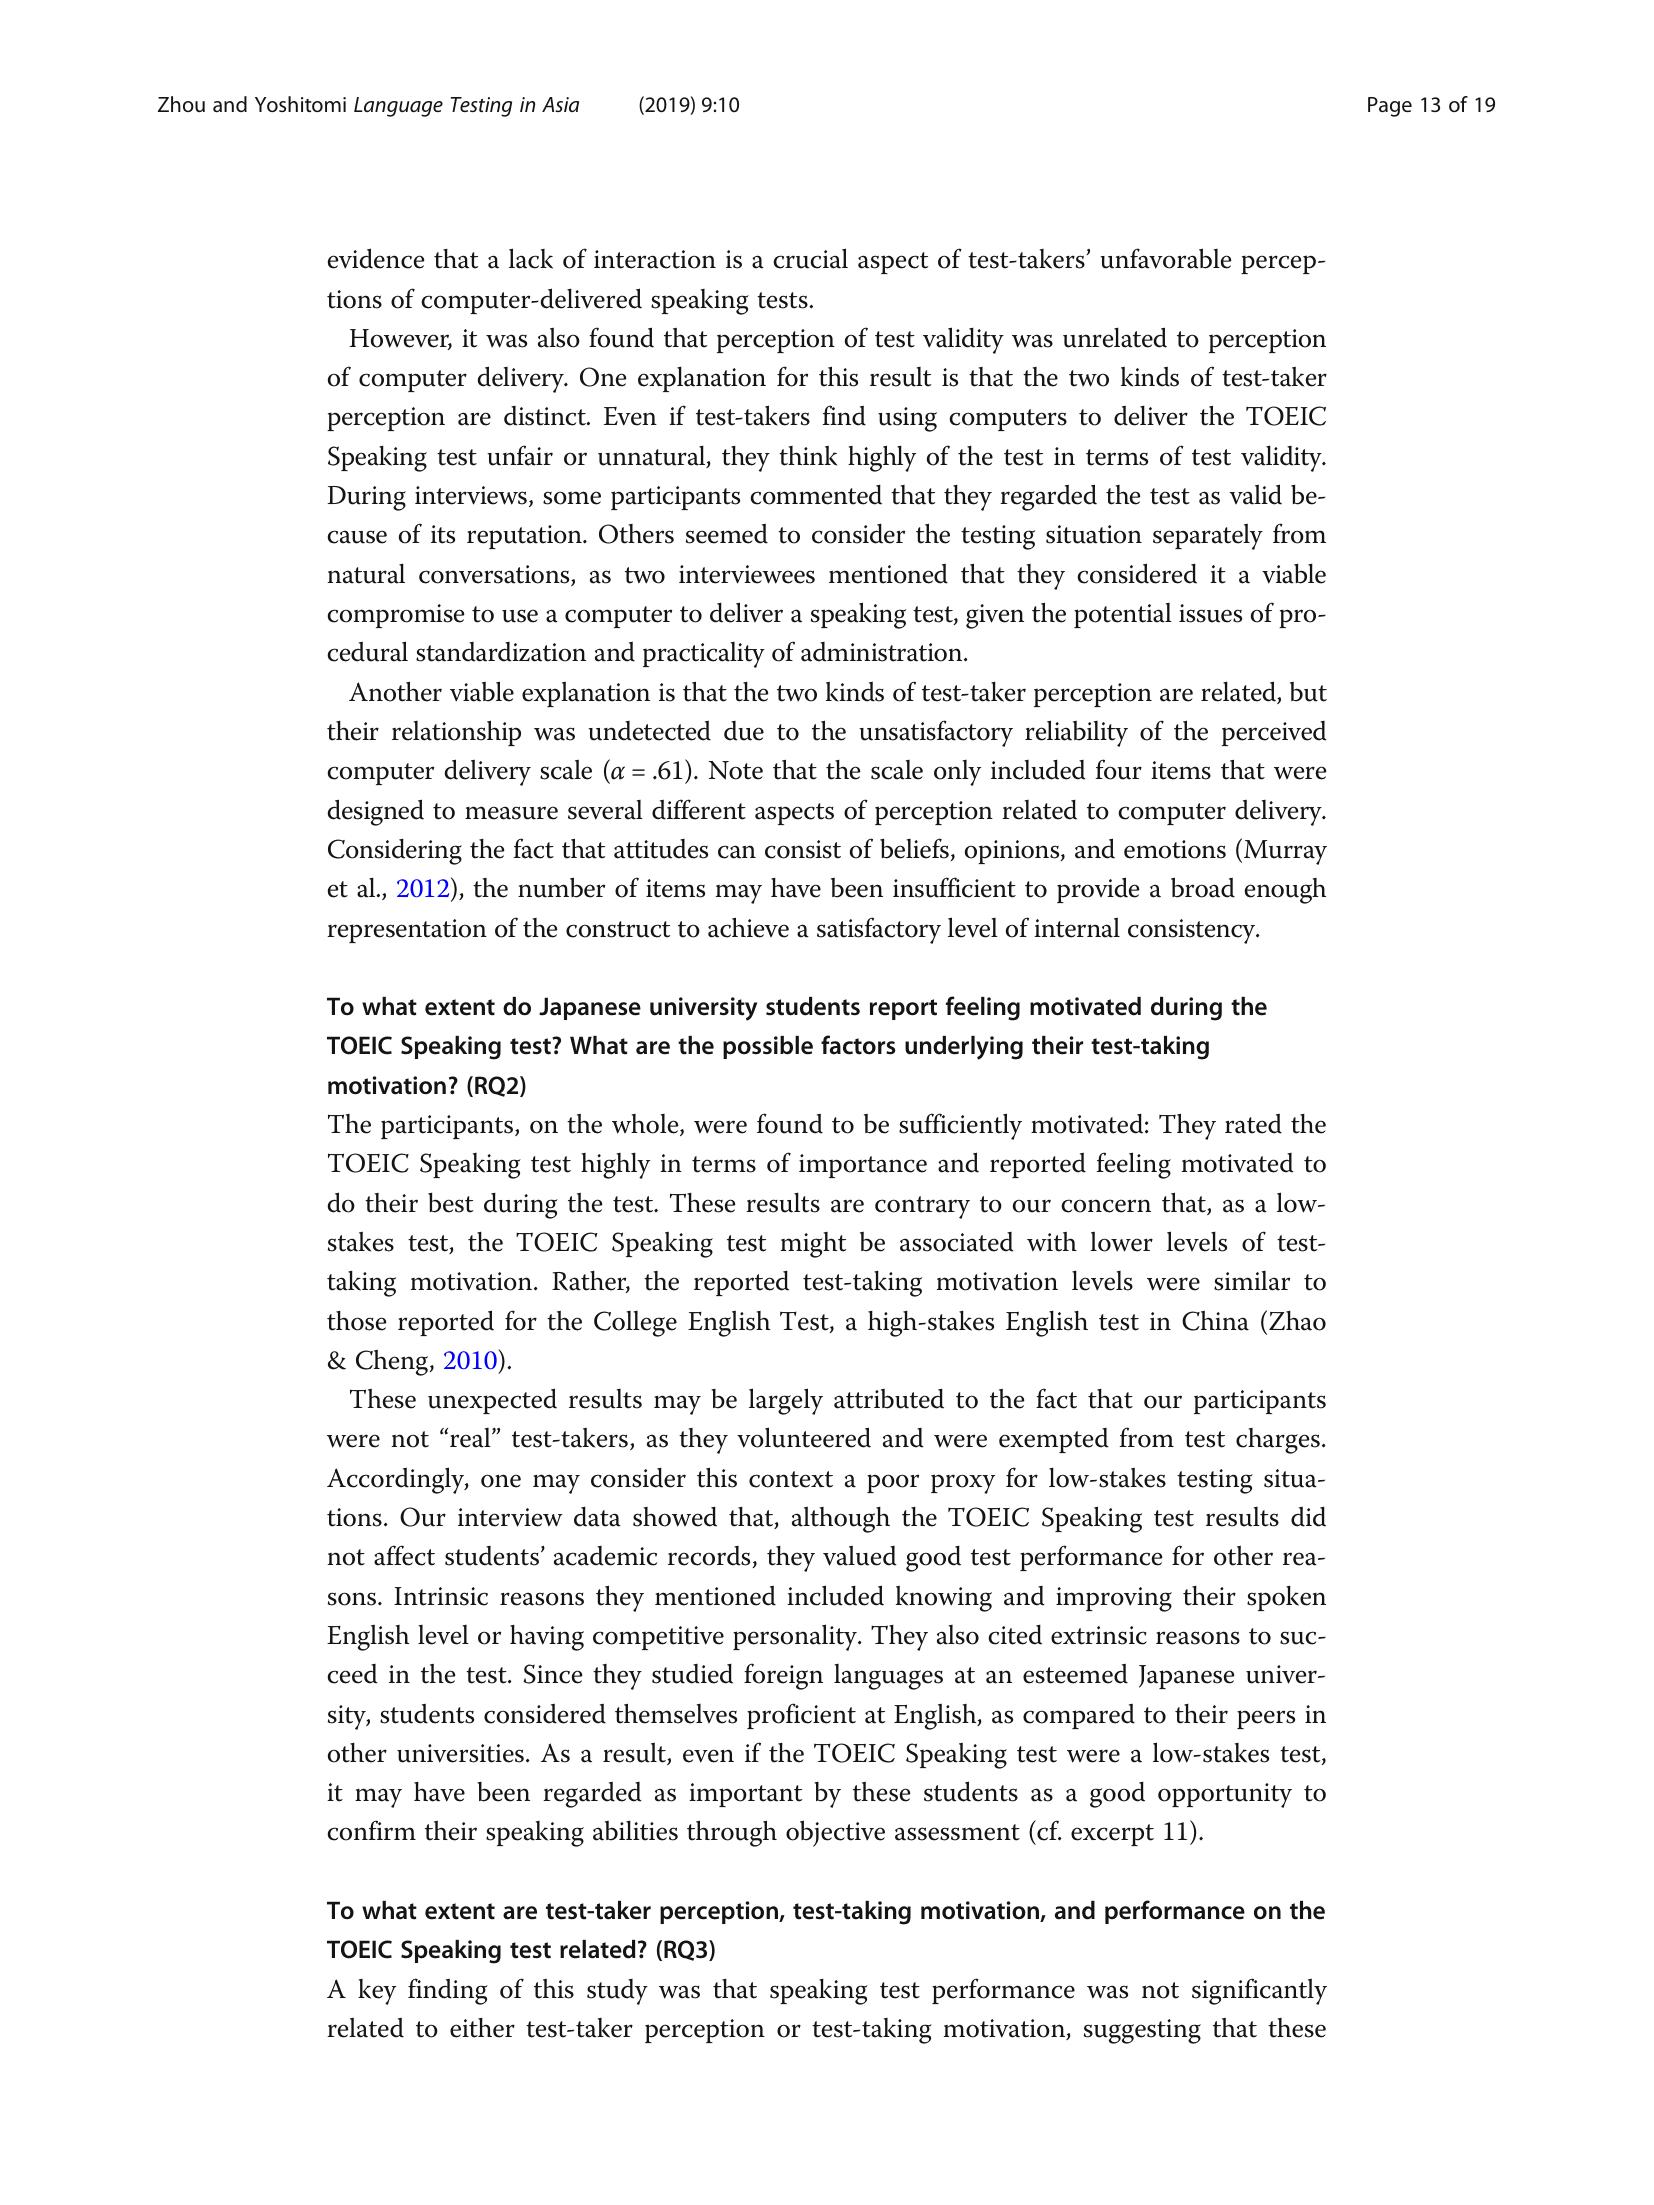 Zhou and Yoshitomi Language Testing in Asia (2019) 9:10 Page 13 of 19
evidence that a lack of interaction is a crucial aspect of test-takers’ unfavorable percep-
tions of computer-delivered speaking tests.
However, it was also found that perception of test validity was unrelated to perception
of computer delivery. One explanation for this result is that the two kinds of test-taker
perception are distinct. Even if test-takers find using computers to deliver the TOEIC
Speaking test unfair or unnatural, they think highly of the test in terms of test validity.
During interviews, some participants commented that they regarded the test as valid be-
cause of its reputation. Others seemed to consider the testing situation separately from
natural conversations, as two interviewees mentioned that they considered it a viable
compromise to use a computer to deliver a speaking test, given the potential issues of pro-
cedural standardization and practicality of administration.
Another viable explanation is that the two kinds of test-taker perception are related, but
their relationship was undetected due to the unsatisfactory reliability of the perceived
computer delivery scale (α = .61). Note that the scale only included four items that were
designed to measure several different aspects of perception related to computer delivery.
Considering the fact that attitudes can consist of beliefs, opinions, and emotions (Murray
et al., 2012), the number of items may have been insufficient to provide a broad enough
representation of the construct to achieve a satisfactory level of internal consistency.
To what extent do Japanese university students report feeling motivated during the
TOEIC Speaking test? What are the possible factors underlying their test-taking
motivation? (RQ2)
The participants, on the whole, were found to be sufficiently motivated: They rated the
TOEIC Speaking test highly in terms of importance and reported feeling motivated to
do their best during the test. These results are contrary to our concern that, as a low-
stakes test, the TOEIC Speaking test might be associated with lower levels of test-
taking motivation. Rather, the reported test-taking motivation levels were similar to
those reported for the College English Test, a high-stakes English test in China (Zhao
& Cheng, 2010).
These unexpected results may be largely attributed to the fact that our participants
were not “real” test-takers, as they volunteered and were exempted from test charges.
Accordingly, one may consider this context a poor proxy for low-stakes testing situa-
tions. Our interview data showed that, although the TOEIC Speaking test results did
not affect students’ academic records, they valued good test performance for other rea-
sons. Intrinsic reasons they mentioned included knowing and improving their spoken
English level or having competitive personality. They also cited extrinsic reasons to suc-
ceed in the test. Since they studied foreign languages at an esteemed Japanese univer-
sity, students considered themselves proficient at English, as compared to their peers in
other universities. As a result, even if the TOEIC Speaking test were a low-stakes test,
it may have been regarded as important by these students as a good opportunity to
confirm their speaking abilities through objective assessment (cf. excerpt 11).
To what extent are test-taker perception, test-taking motivation, and performance on the
TOEIC Speaking test related? (RQ3)
A key finding of this study was that speaking test performance was not significantly
related to either test-taker perception or test-taking motivation, suggesting that these